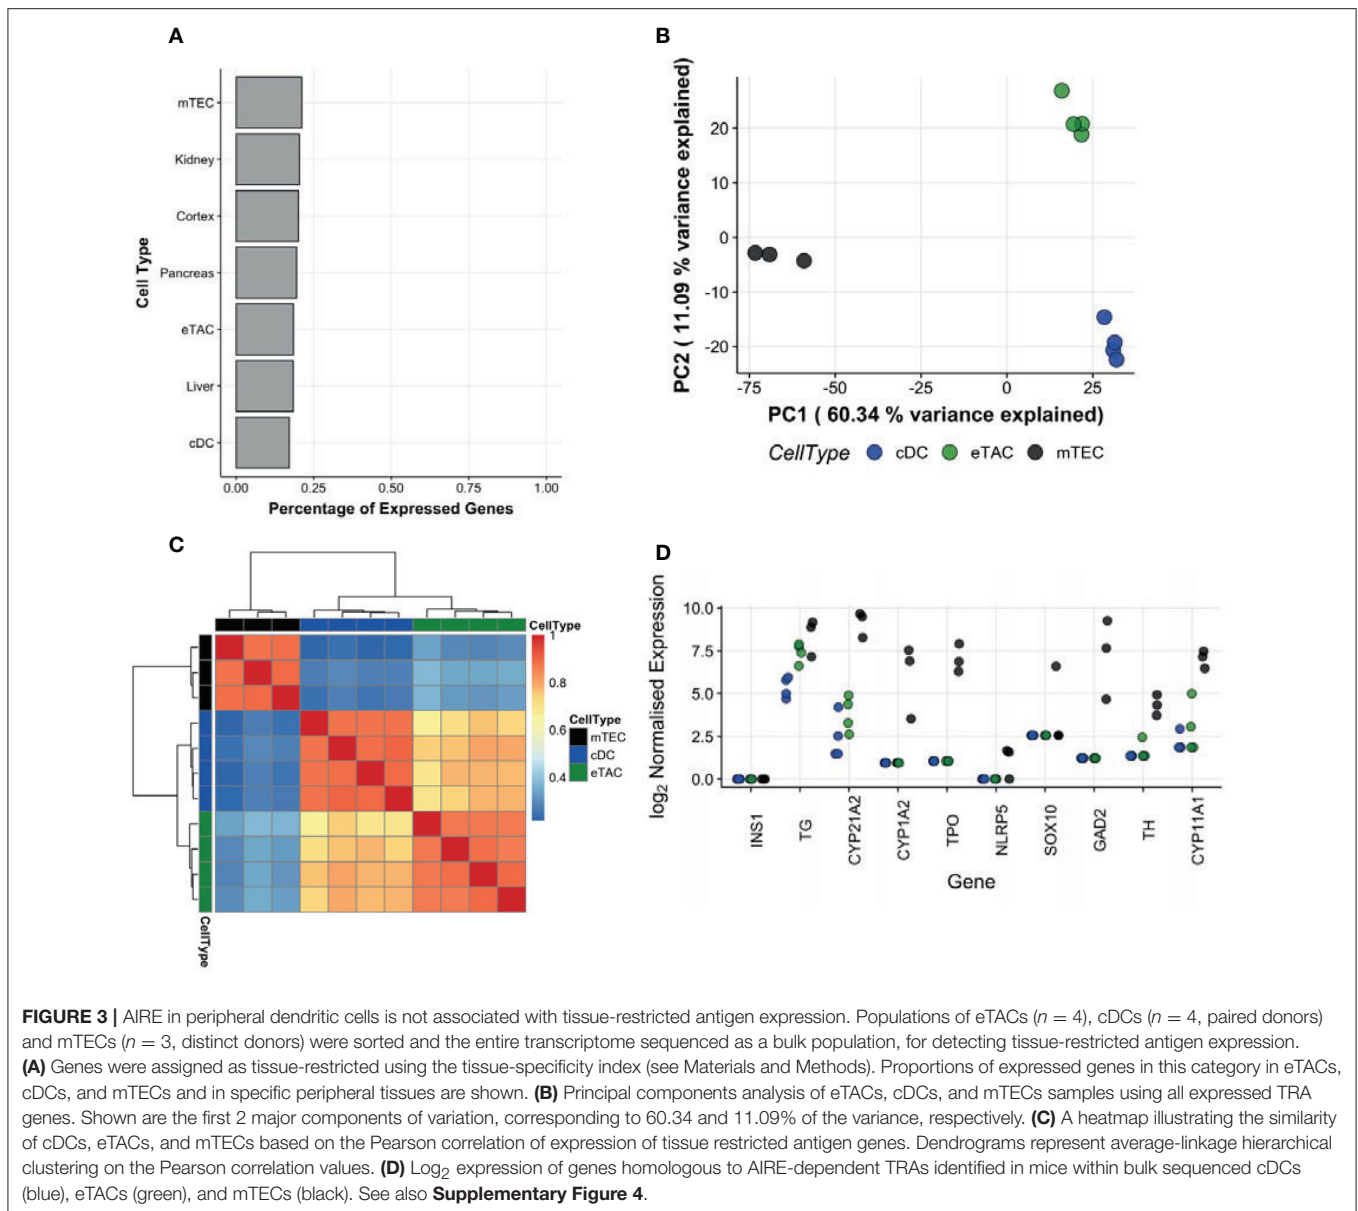 A
mTEC
Kidney
Cortex
Pancreas
eTAC
Liver
cDC
Cell Type
0.00 0.25 0.50 0.75 1.00
Percentage of Expressed Genes
B
PC2 ( 11.09 % variance explained)
20
10
0
-10
-20
-75 -50 -25 0 25
PC1 ( 60.34 % variance explained)
CellType cDC eTAC mTEC
C
CellType
1
0.8
0.6
0.4
CellType
mTEC
cDC
eTAC
CellType
D
log2 Normalised Expression
10.0
7.5
5.0
2.5
0.0
INS1 TG CYP21A2 CYP1A2 TPO NLRP5 SOX10 GAD2 TH CYP11A1
Gene
FIGURE 3 | AIRE in peripheral dendritic cells is not associated with tissue-restricted antigen expression. Populations of eTACs (n = 4), cDCs (n = 4, paired donors)
and mTECs (n = 3, distinct donors) were sorted and the entire transcriptome sequenced as a bulk population, for detecting tissue-restricted antigen expression.
(A) Genes were assigned as tissue-restricted using the tissue-specificity index (see Materials and Methods). Proportions of expressed genes in this category in eTACs,
cDCs, and mTECs and in specific peripheral tissues are shown. (B) Principal components analysis of eTACs, cDCs, and mTECs samples using all expressed TRA
genes. Shown are the first 2 major components of variation, corresponding to 60.34 and 11.09% of the variance, respectively. (C) A heatmap illustrating the similarity
of cDCs, eTACs, and mTECs based on the Pearson correlation of expression of tissue restricted antigen genes. Dendrograms represent average-linkage hierarchical
clustering on the Pearson correlation values. (D) Log2 expression of genes homologous to AIRE-dependent TRAs identified in mice within bulk sequenced cDCs
(blue), eTACs (green), and mTECs (black). See also Supplementary Figure 4.